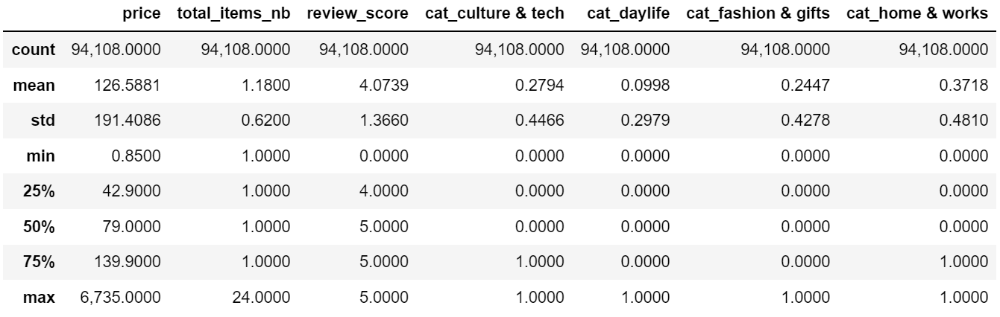 price total_items_nb review_score cat_culture & tech cat_daylife cat_fashion & gifts cat_home & works
count 94,108.0000 94,108.0000 94,108.0000 94,108.0000 94,108.0000 94,108.0000 94,108.0000
mean 126.5881 1.1800 4.0739 0.2794 0.0998 0.2447 0.3718
std 191.4086 0.6200 1.3660 0.4466 0.2979 0.4278 0.4810
min 0.8500 1.0000 0.0000 0.0000 0.0000 0.0000 0.0000
25% 42.9000 1.0000 4.0000 0.0000 0.0000 0.0000 0.0000
50% 79.0000 1.0000 5.0000 0.0000 0.0000 0.0000 0.0000
75% 139.9000 1.0000 5.0000 1.0000 0.0000 0.0000 1.0000
max 6,735.0000 24.0000 5.0000 1.0000 1.0000 1.0000 1.0000